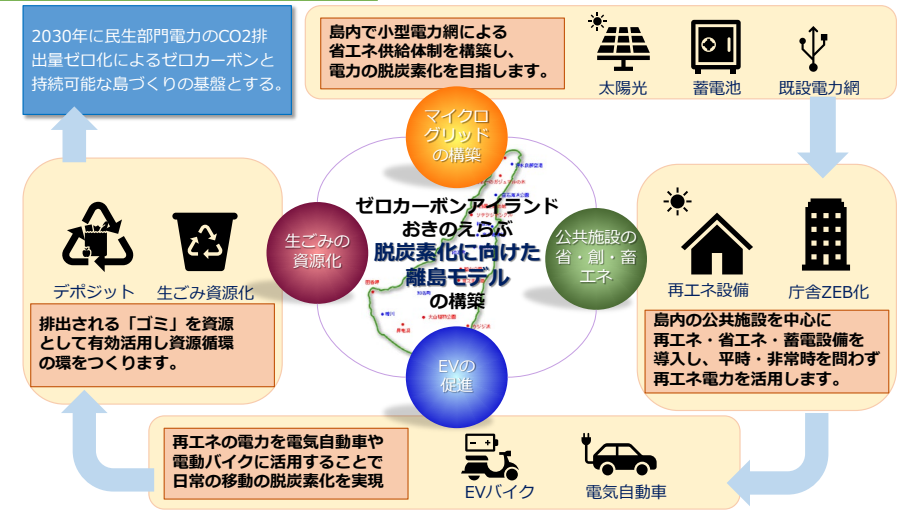 2030年に民生部門電力のCO2排
出量ゼロ化によるゼロカーボンと
持続可能な島づくりの基盤とする。
島内で小型電力網による
省エネ供給体制を構築し、
電力の脱炭素化を目指します。
太陽光
蓄電池
既設電力網
マイクロ
グリッド
の構築
ゼロカーボンアイランド
おきのえらぶ
脱炭素化に向けた
離島モデル
の構築
生ごみの
資源化
公共施設の
省・創・畜
エネ
EVの
促進
デポジット
生ごみ資源化
排出される「ゴミ」を資源
として有効活用し資源循環
の環をつくります。
再エネ設備
庁舎ZEB化
島内の公共施設を中心に
再エネ・省エネ・蓄電設備を
導入し、平時・非常時を問わず
再エネ電力を活用します。
再エネの電力を電気自動車や
電動バイクに活用することで
日常の移動の脱炭素化を実現
EVバイク
電気自動車